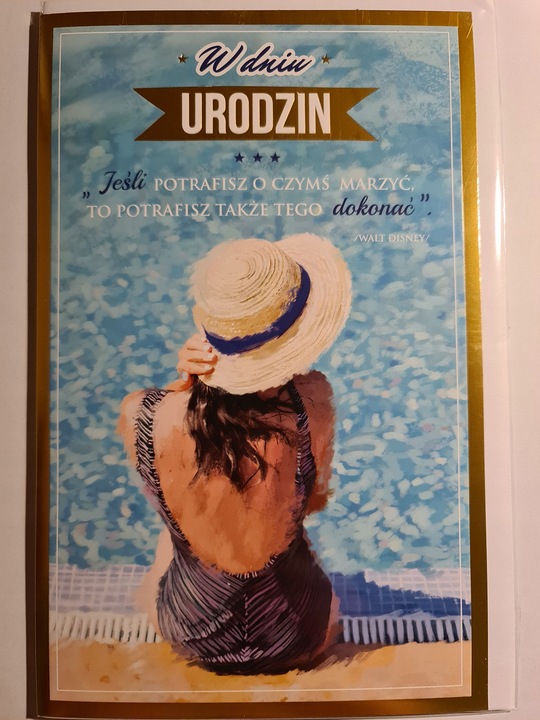 W dniu
URODZIN
„Jeśli POTRAFISZ O CZYMŚ MARZYĆ,
TO POTRAFISZ TAKŻE TEGO dokonać”.
/WALT DISNEY/